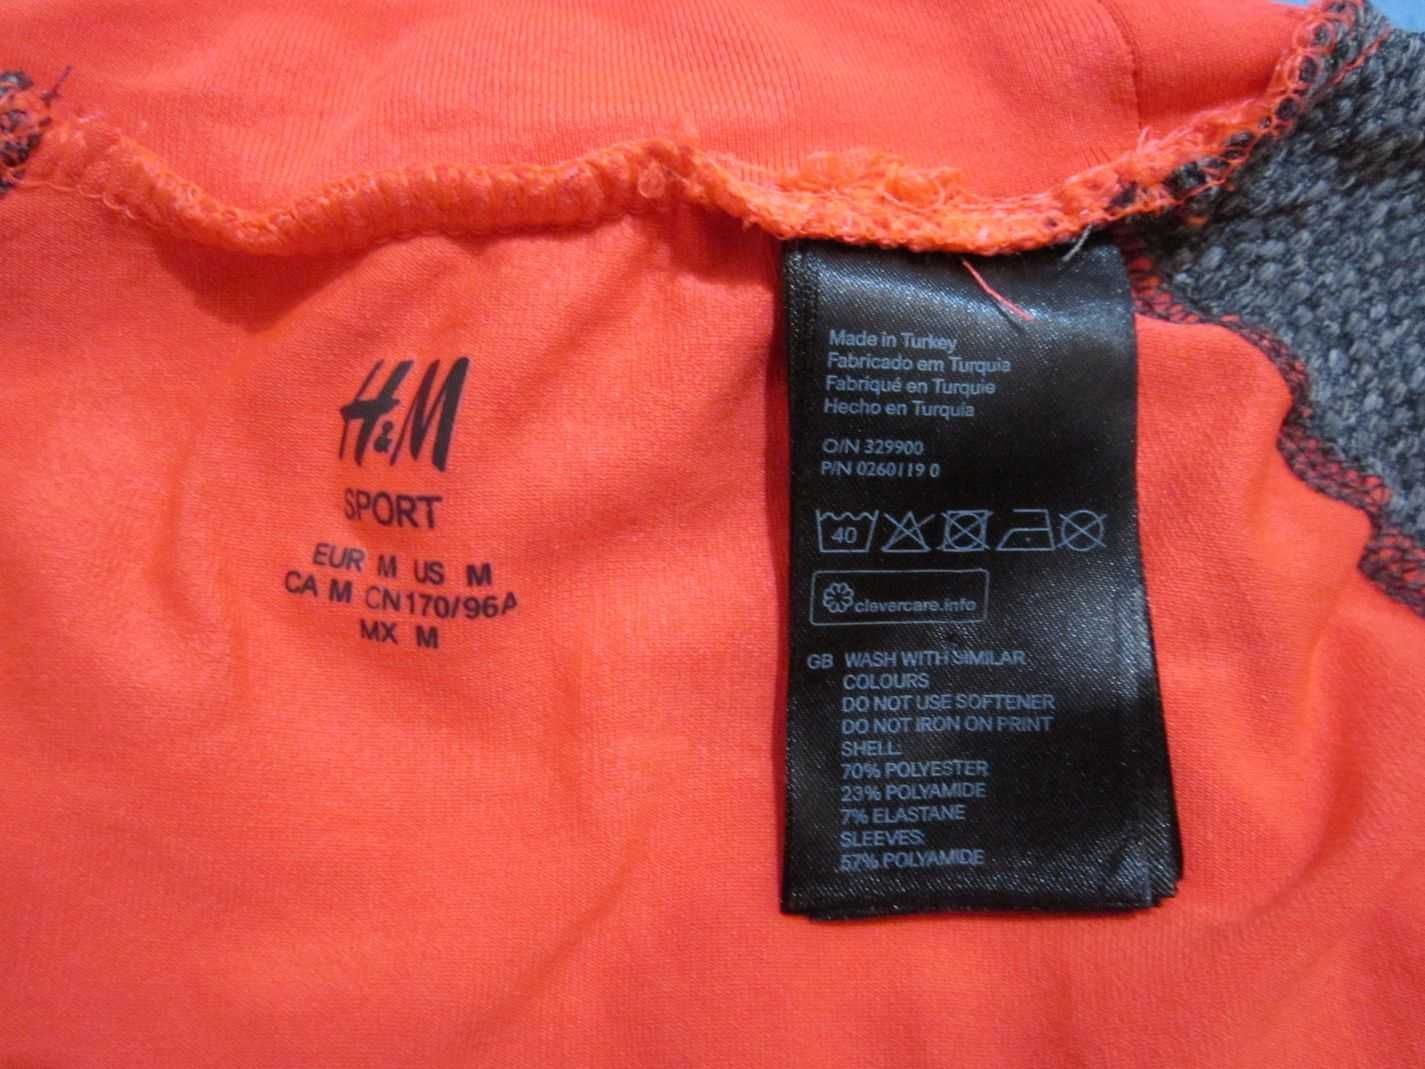 H&M
SPORT
EUR M US M
CA M CN 170/96A
MX M
Made in Turkey
Fabricado em Turquia
Fabriqué en Turquie
Hecho en Turquía
O/N 329900
P/N 0260119 0
40
clevercare.info
GB WASH WITH SIMILAR
COLOURS
DO NOT USE SOFTENER
DO NOT IRON ON PRINT
SHELL:
70% POLYESTER
23% POLYAMIDE
7% ELASTANE
SLEEVES:
57% POLYAMIDE